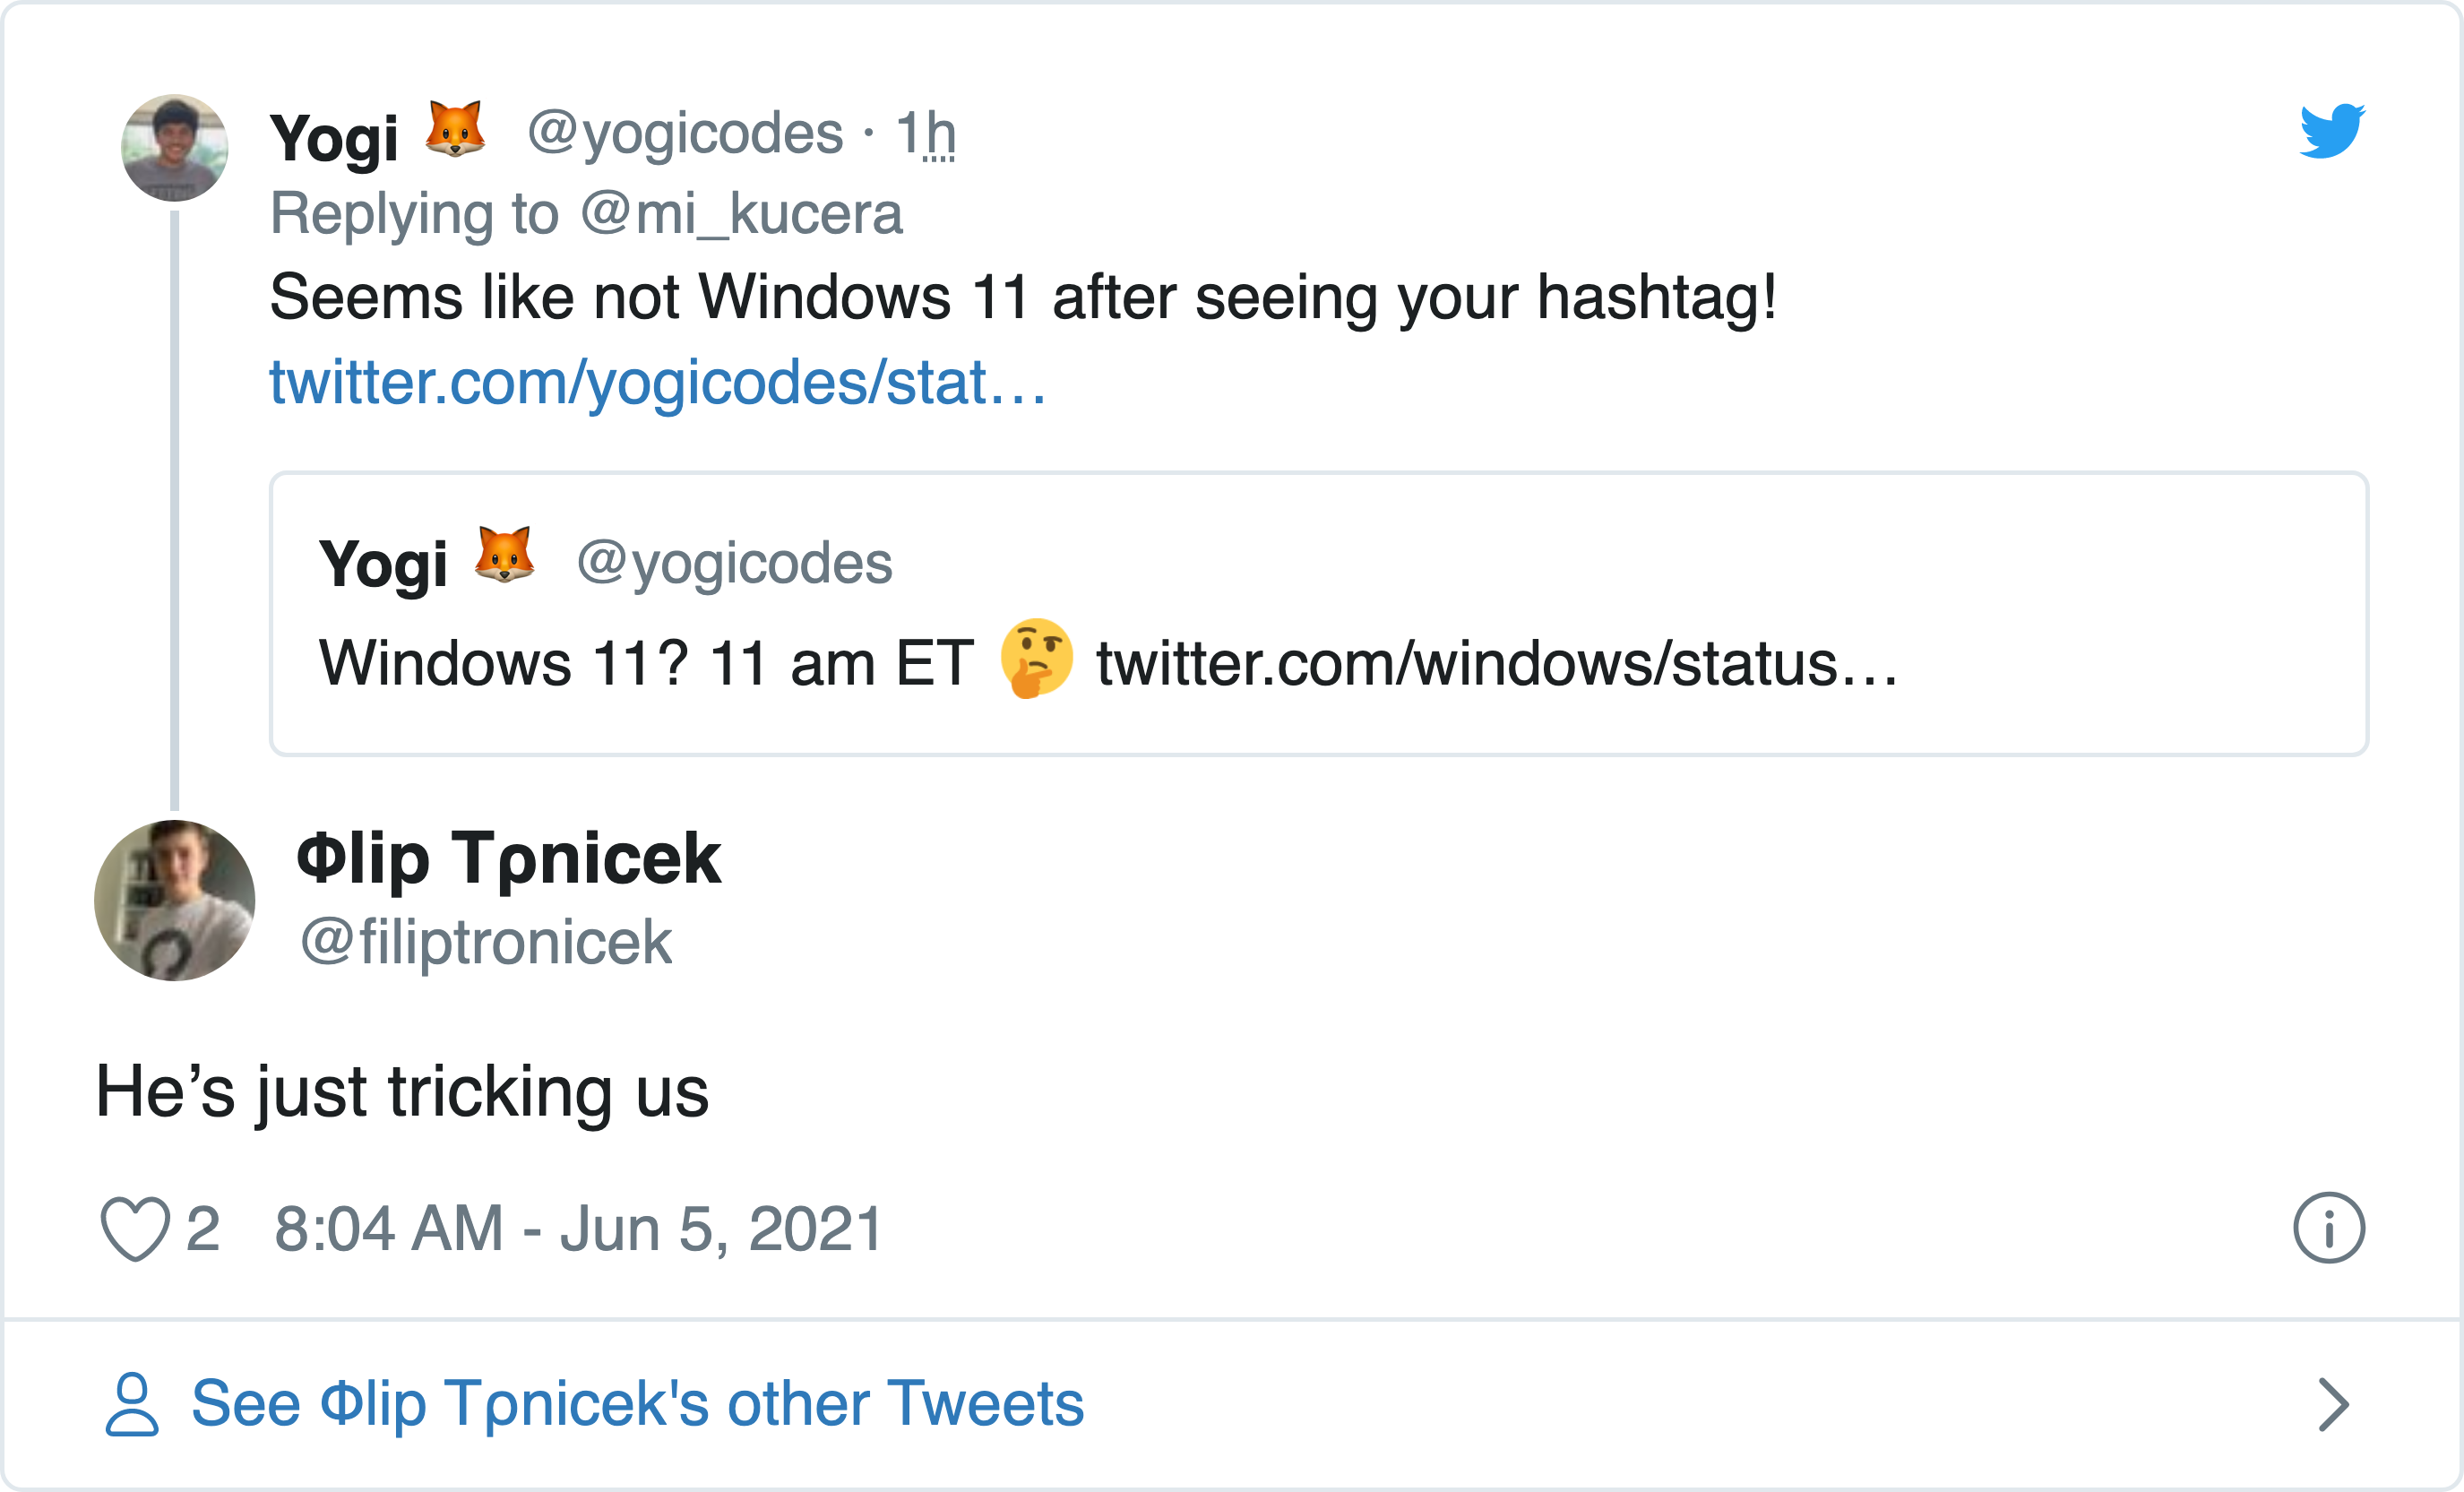 Yogi 🦊 @yogicodes · 1h
Replying to @mi_kucera
Seems like not Windows 11 after seeing your hashtag!
twitter.com/yogicodes/stat…
Yogi 🦊 @yogicodes
Windows 11? 11 am ET 🤔 twitter.com/windows/status…
Φlip Tρnicek
@filiptronicek
He’s just tricking us
2 8:04 AM - Jun 5, 2021
See Φlip Tρnicek's other Tweets